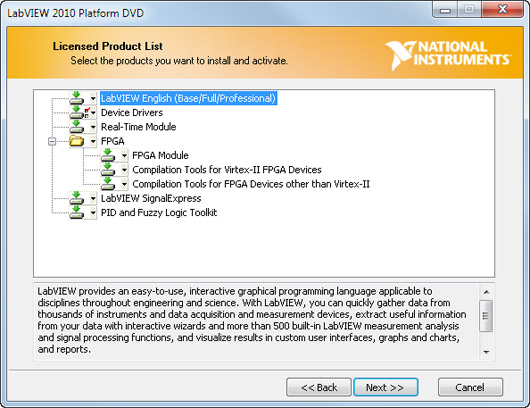 LabVIEW 2010 Platform DVD
Licensed Product List
Select the products you want to install and activate.
NATIONAL
INSTRUMENTS
LabVIEW English (Base/Full/Professional)
Device Drivers
Real-Time Module
FPGA
FPGA Module
Compilation Tools for Virtex-II FPGA Devices
Compilation Tools for FPGA Devices other than Virtex-II
LabVIEW SignalExpress
PID and Fuzzy Logic Toolkit
LabVIEW provides an easy-to-use, interactive graphical programming language applicable to
disciplines throughout engineering and science. With LabVIEW, you can quickly gather data from
thousands of instruments and data acquisition and measurement devices, extract useful information
from your data with interactive wizards and more than 500 built-in LabVIEW measurement analysis
and signal processing functions, and visualize results in custom user interfaces, graphs and charts,
and reports.
<< Back
Next >>
Cancel